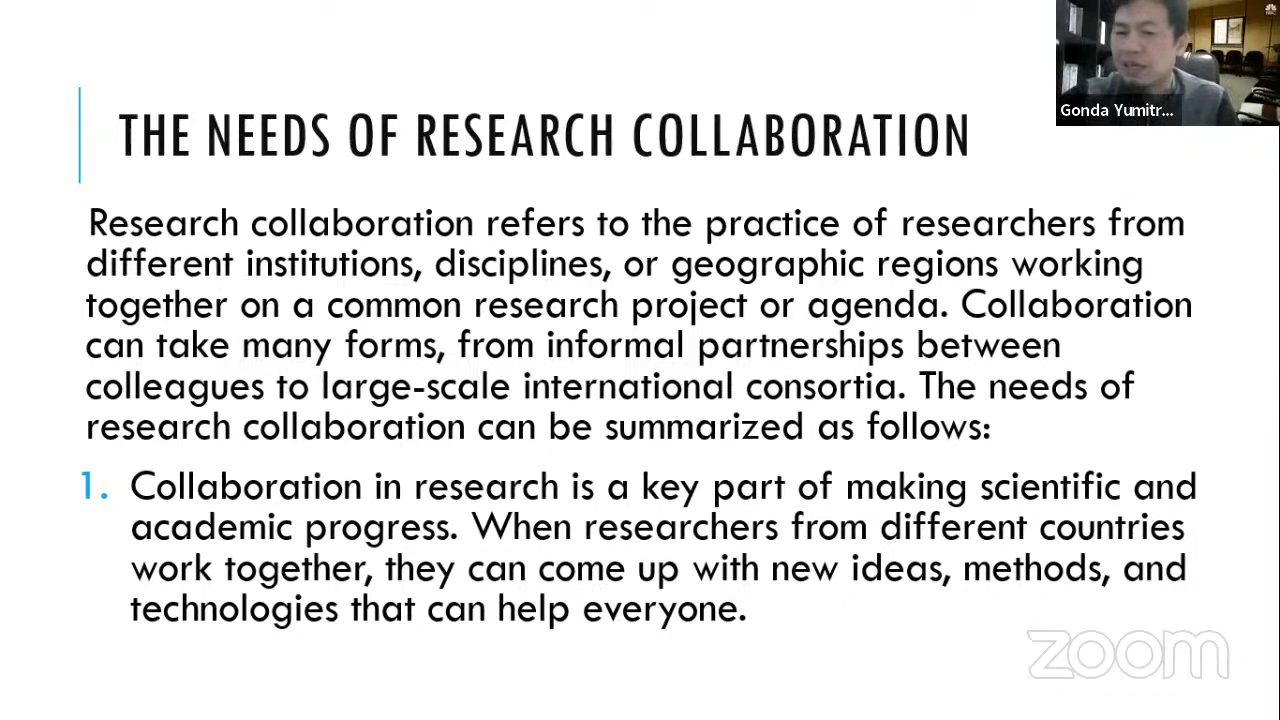 THE NEEDS OF RESEARCH COLLABORATION
Gonda Yumitr...
Research collaboration refers to the practice of researchers from
different institutions, disciplines, or geographic regions working
together on a common research project or agenda. Collaboration
can take many forms, from informal partnerships between
colleagues to large-scale international consortia. The needs of
research collaboration can be summarized as follows:
1. Collaboration in research is a key part of making scientific and
academic progress. When researchers from different countries
work together, they can come up with new ideas, methods, and
technologies that can help everyone.
zoom